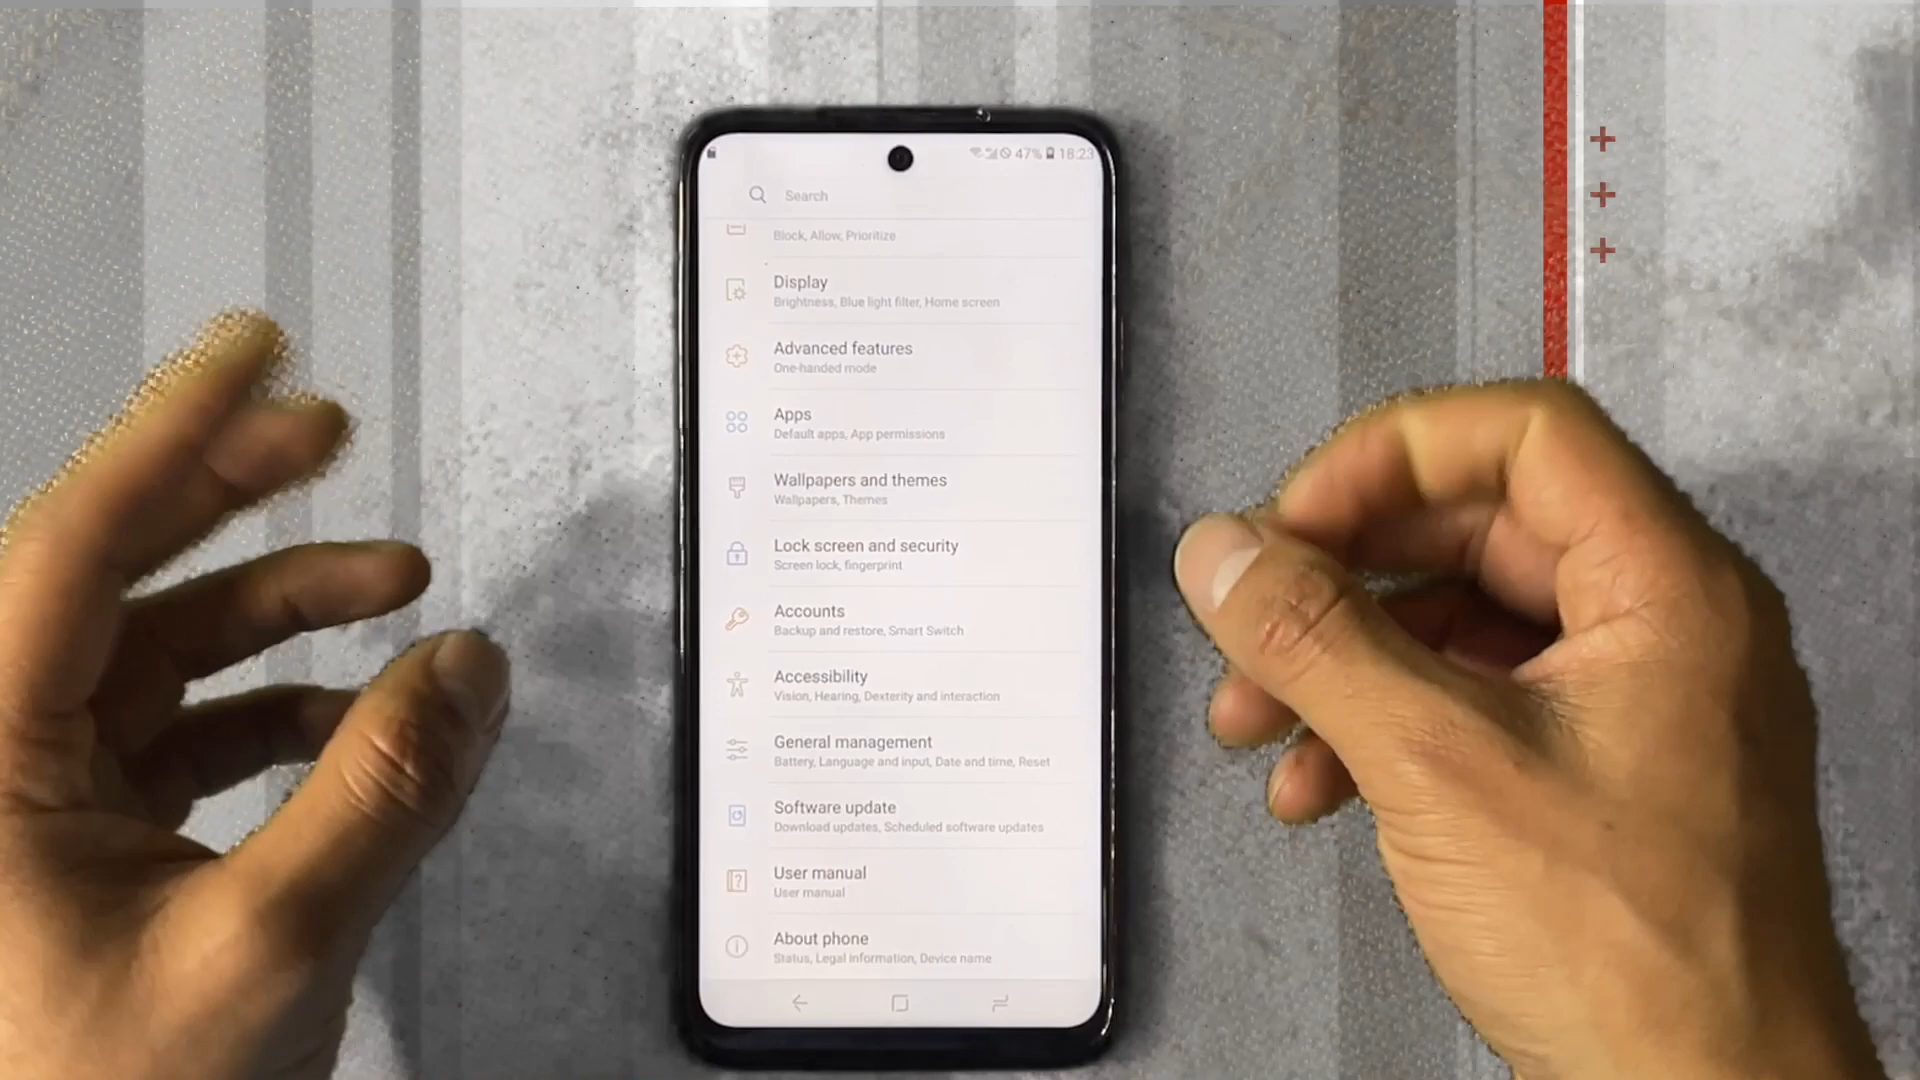 47% 18:23
Search
Block, Allow, Prioritize
Display
Brightness, Blue light filter, Home screen
Advanced features
One-handed mode
Apps
Default apps, App permissions
Wallpapers and themes
Wallpapers, Themes
Lock screen and security
Screen lock, fingerprint
Accounts
Backup and restore, Smart Switch
Accessibility
Vision, Hearing, Dexterity and interaction
General management
Battery, Language and input, Date and time, Reset
Software update
Download updates, Scheduled software updates
User manual
User manual
About phone
Status, Legal information, Device name